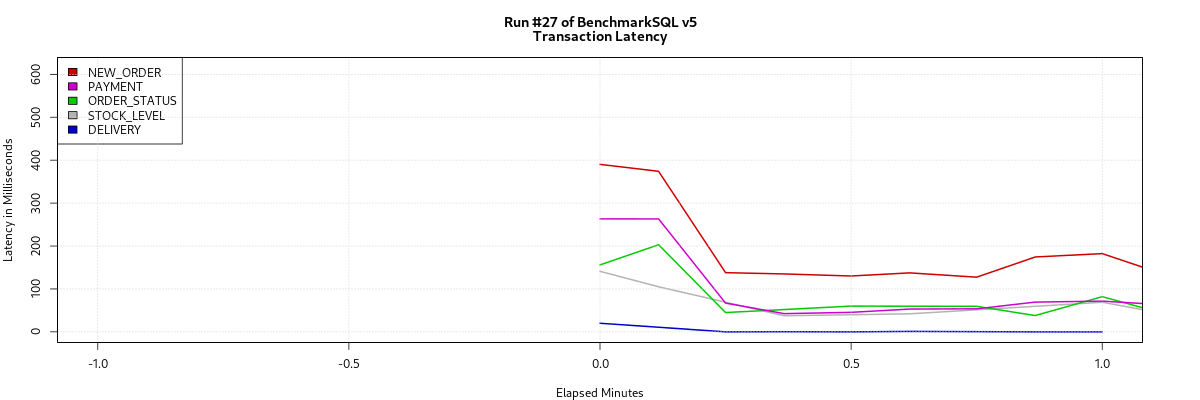 Run #27 of BenchmarkSQL v5
Transaction Latency
NEW_ORDER
PAYMENT
ORDER_STATUS
STOCK_LEVEL
DELIVERY
Latency in Milliseconds
600
500
400
300
200
100
0
-1.0
-0.5
0.0
0.5
1.0
Elapsed Minutes